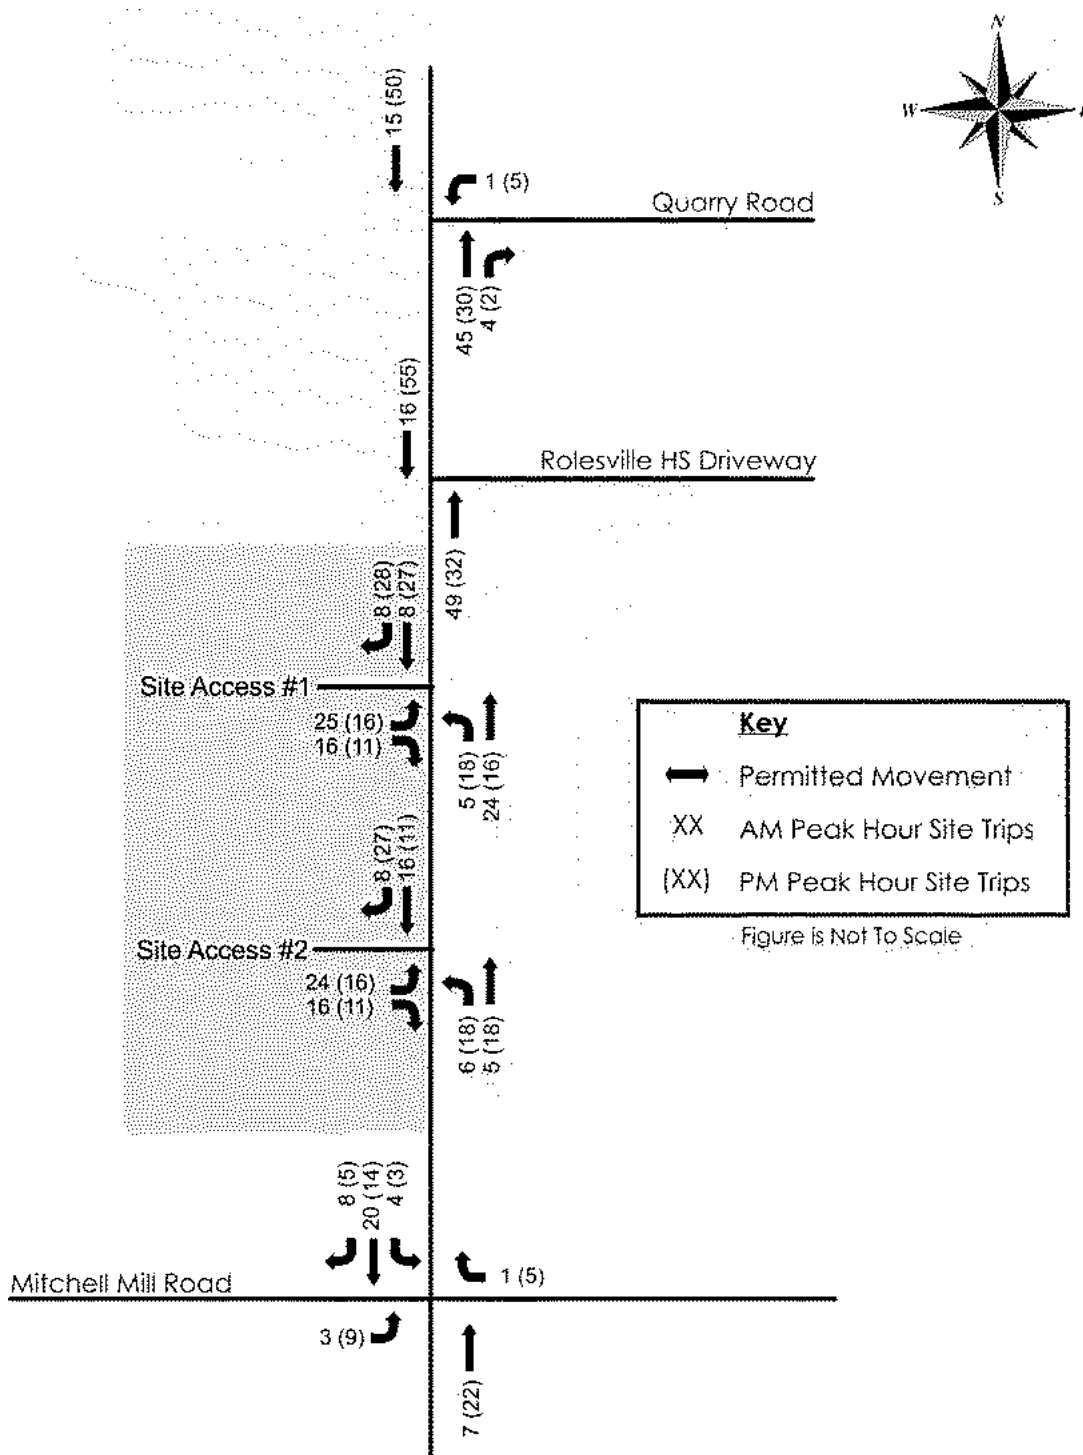 N
W
S
15 (50)
1 (5)
Quarry Road
45 (30)
4 (2)
16 (55)
Rolesville HS Driveway
49 (32)
8 (28)
8 (27)
Site Access #1
25 (16)
16 (11)
5 (18)
24 (16)
Key
Permitted Movement
XX AM Peak Hour Site Trips
(XX) PM Peak Hour Site Trips
Figure is Not To Scale
8 (27)
16 (11)
Site Access #2
24 (16)
16 (11)
6 (18)
5 (18)
8 (5)
20 (14)
4 (3)
Mitchell Mill Road
1 (5)
3 (9)
7 (22)